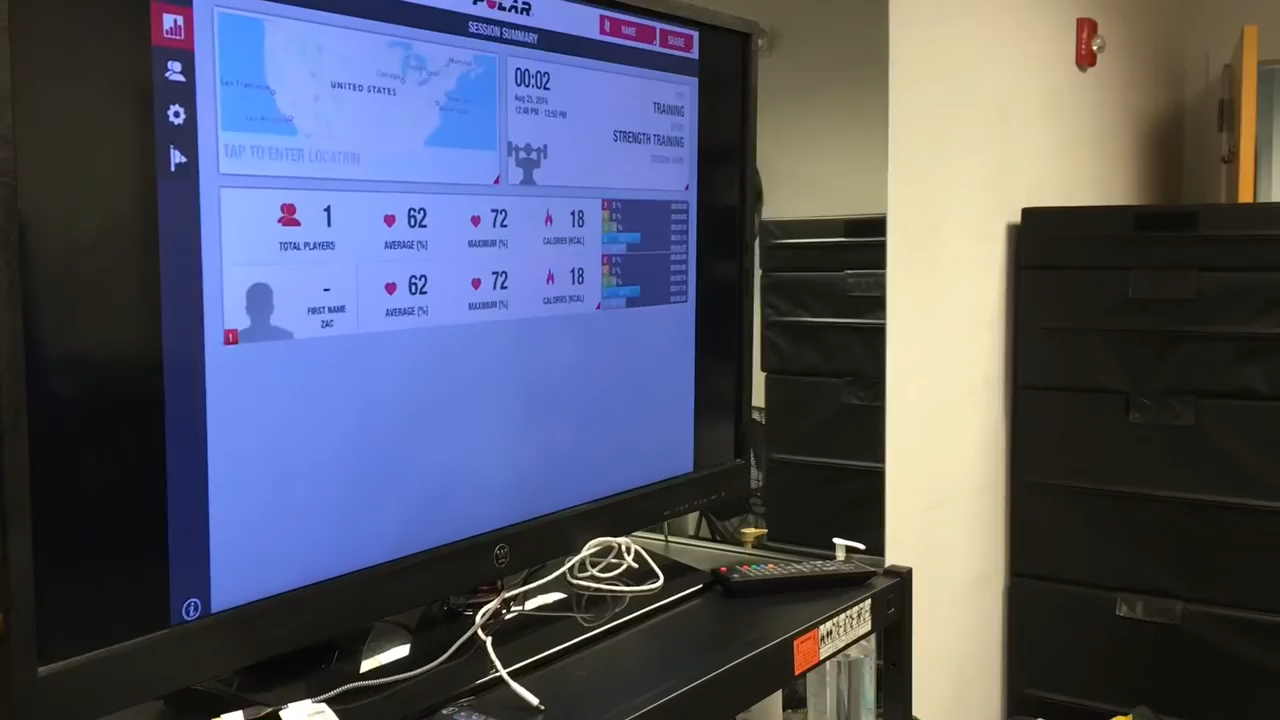 POLAR
SESSION SUMMARY
NAME
SHARE
UNITED STATES
TAP TO ENTER LOCATION
00:02
Aug 25, 2016
12:48 PM - 12:50 PM
TRAINING
STRENGTH TRAINING
1
TOTAL PLAYERS
62
AVERAGE [%]
72
MAXIMUM [%]
18
CALORIES [KCAL]
-
FIRST NAME
ZAC
1
62
AVERAGE [%]
72
MAXIMUM [%]
18
CALORIES [KCAL]